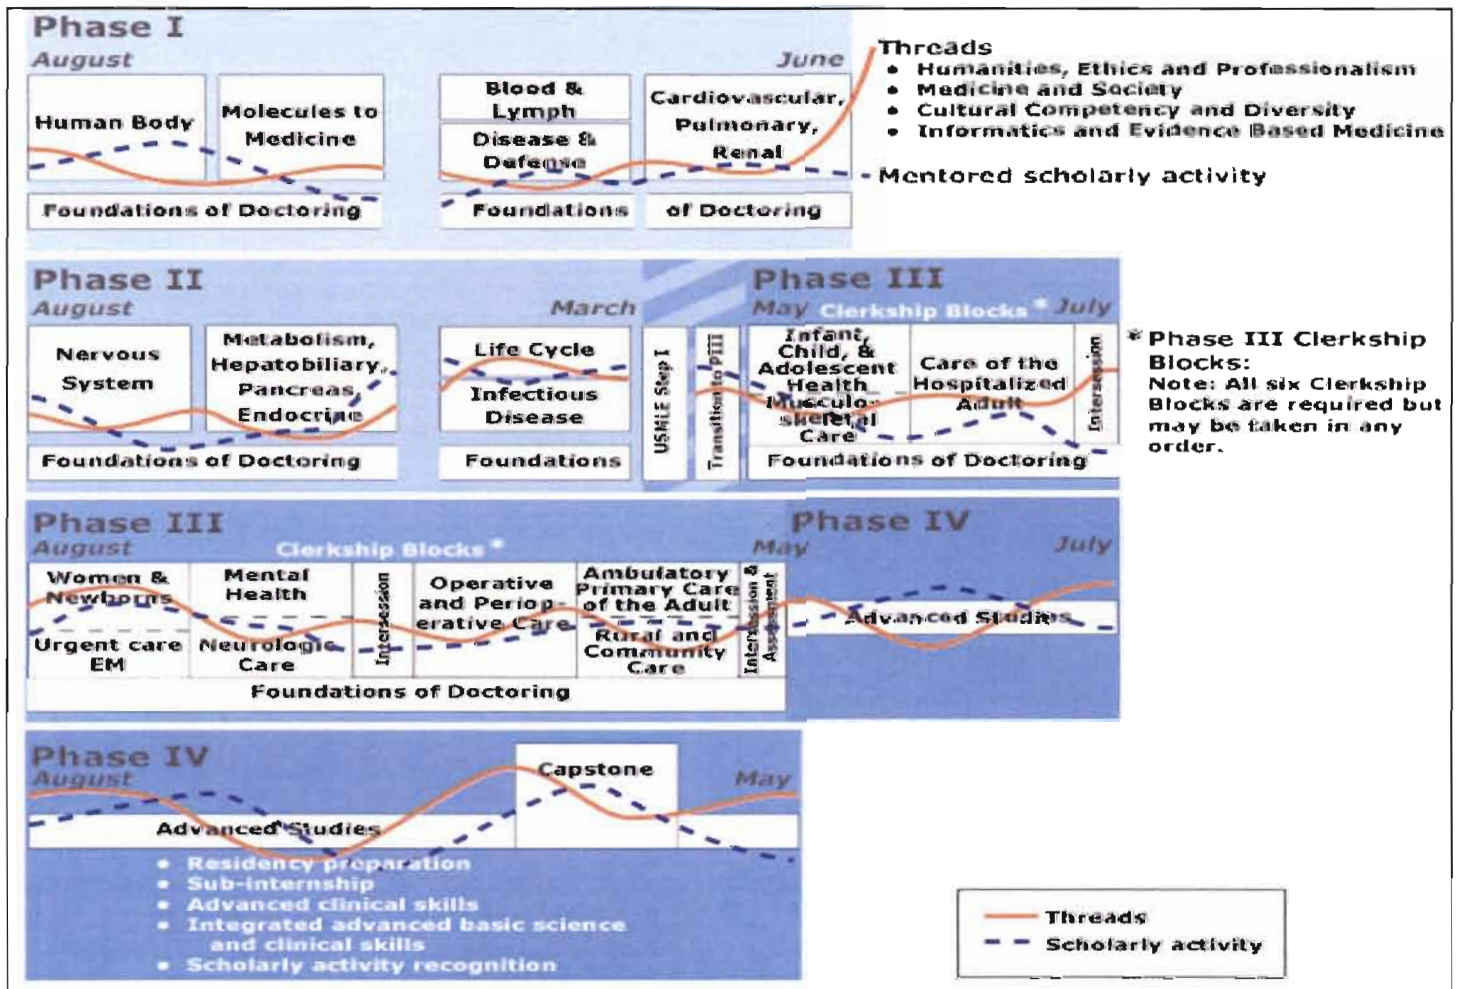 Phase I
August
June
Human Body
Molecules to
Medicine
Blood &
Lymph
Disease &
Defense
Cardiovascular,
Pulmonary,
Renal
Foundations of Doctoring
Foundations
of Doctoring
Threads
• Humanities, Ethics and Professionalism
• Medicine and Society
• Cultural Competency and Diversity
• Informatics and Evidence Based Medicine
Mentored scholarly activity
Phase II
August
March
Nervous
System
Metabolism,
Hepatobiliary,
Pancreas
Endocrine
Life Cycle
Infectious
Disease
Foundations of Doctoring
Foundations
USMLE Step I
Transition to PIII
Phase III
May
Clerkship Blocks *
July
Infant,
Child, &
Adolescent
Health
Musculo-
skeletal
Care
Care of the
Hospitalized
Adult
Intersession
Foundations of Doctoring
* Phase III Clerkship
Blocks:
Note: All six Clerkship
Blocks are required but
may be taken in any
order.
Phase III
August
Clerkship Blocks *
May
Women &
Newborns
Urgent care
EM
Mental
Health
Neurologic
Care
Intersession
Operative
and Periop-
erative Care
Ambulatory
Primary Care
of the Adult
Rural and
Community
Care
Intersession &
Assessment
Foundations of Doctoring
Phase IV
July
Advanced Studies
Phase IV
August
May
Capstone
Advanced Studies
• Residency preparation
• Sub-internship
• Advanced clinical skills
• Integrated advanced basic science
and clinical skills
• Scholarly activity recognition
Threads
Scholarly activity